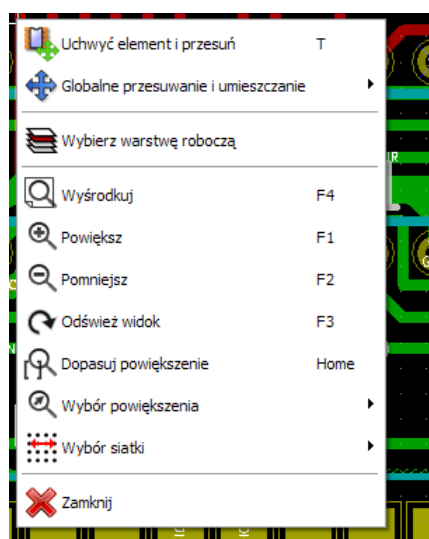 Uchwyć element i przesuń T
Globalne przesuwanie i umieszczanie
Wybierz warstwę roboczą
Wyśrodkuj F4
Powiększ F1
Pomniejsz F2
Odśwież widok F3
Dopasuj powiększenie Home
Wybór powiększenia
Wybór siatki
Zamknij